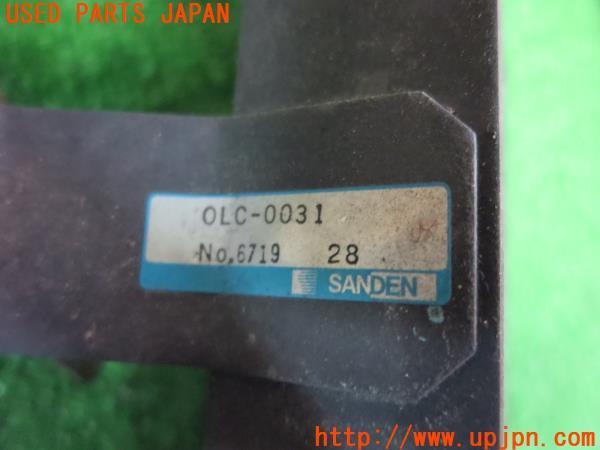 USED PARTS JAPAN
OLC-0031
No.6719 28
SANDEN
http://www.upjpn.com/